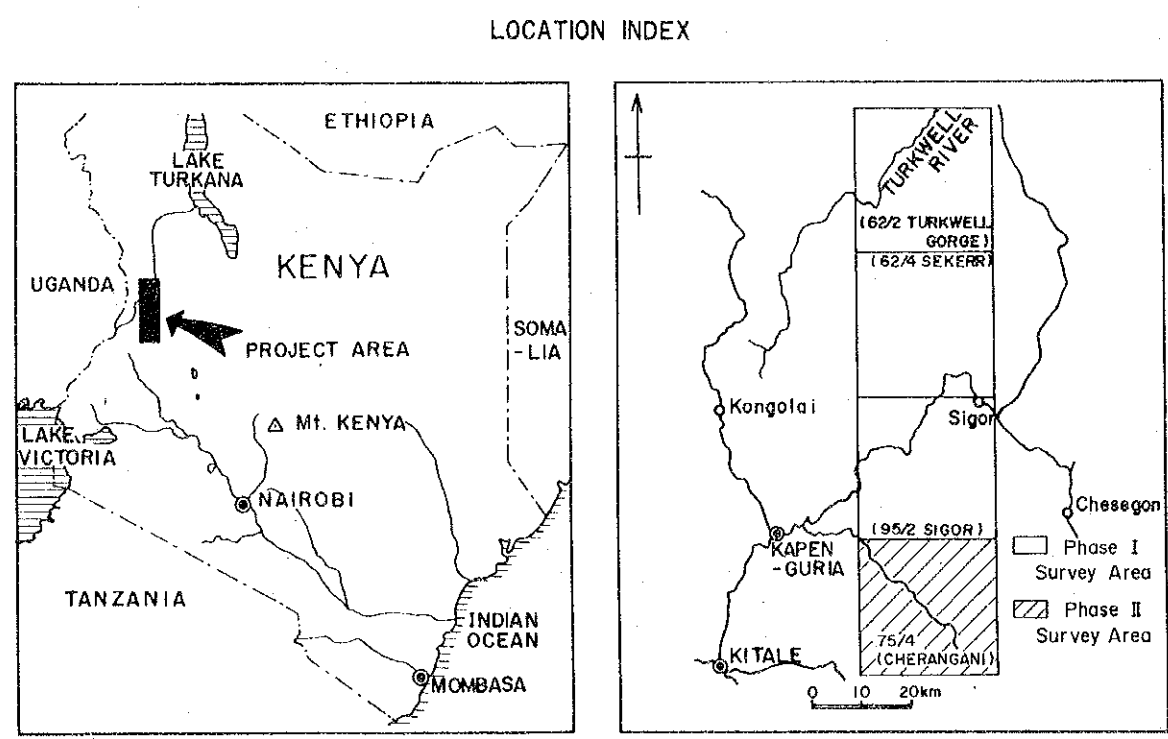 LOCATION INDEX
ETHIOPIA
LAKE
TURKANA
UGANDA
KENYA
SOMA
-LIA
PROJECT AREA
Mt. KENYA
LAKE
VICTORIA
NAIROBI
TANZANIA
INDIAN
OCEAN
MOMBASA
TURKWELL
RIVER
(62/2 TURKWELL
GORGE)
(62/4 SEKERR)
Kongolai
Sigor
Chesegon
(95/2 SIGOR)
KAPEN
-GURIA
Phase I
Survey Area
Phase II
Survey Area
75/4
(CHERANGANI)
KITALE
0 10 20km